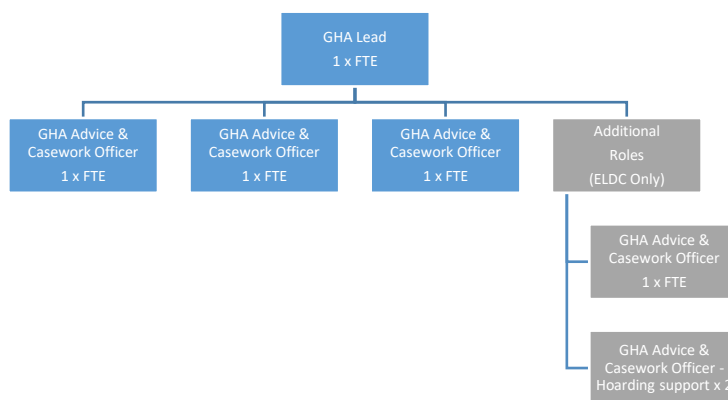 GHA Lead
1 x FTE
GHA Advice &
Casework Officer
1 x FTE
GHA Advice &
Casework Officer
1 x FTE
GHA Advice &
Casework Officer
1 x FTE
Additional
Roles
(ELDC Only)
GHA Advice &
Casework Officer
1 x FTE
GHA Advice &
Casework Officer -
Hoarding support x 2